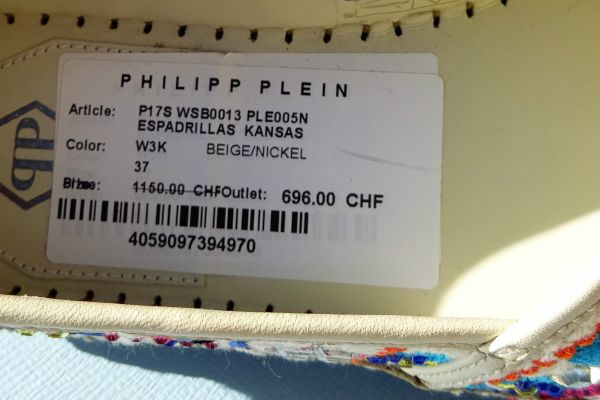 PHILIPP PLEIN
Article: P17S WSB0013 PLE005N
ESPADRILLAS KANSAS
Color: W3K BEIGE/NICKEL
37
1150.00 CHF Outlet: 696.00 CHF
4059097394970